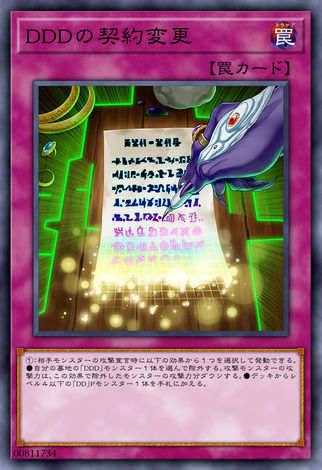 DDDの契約変更
トラップ
罠
【罠カード】
①:相手モンスターの攻撃宣言時に以下の効果から1つを選択して発動できる。
●自分の墓地の「DDD」モンスター1体を選んで除外する。攻撃モンスターの
攻撃力は、この効果で除外したモンスターの攻撃力分ダウンする。●デッキからレ
ベル4以下の「DD」Pモンスター1体を手札に加える。
00811734